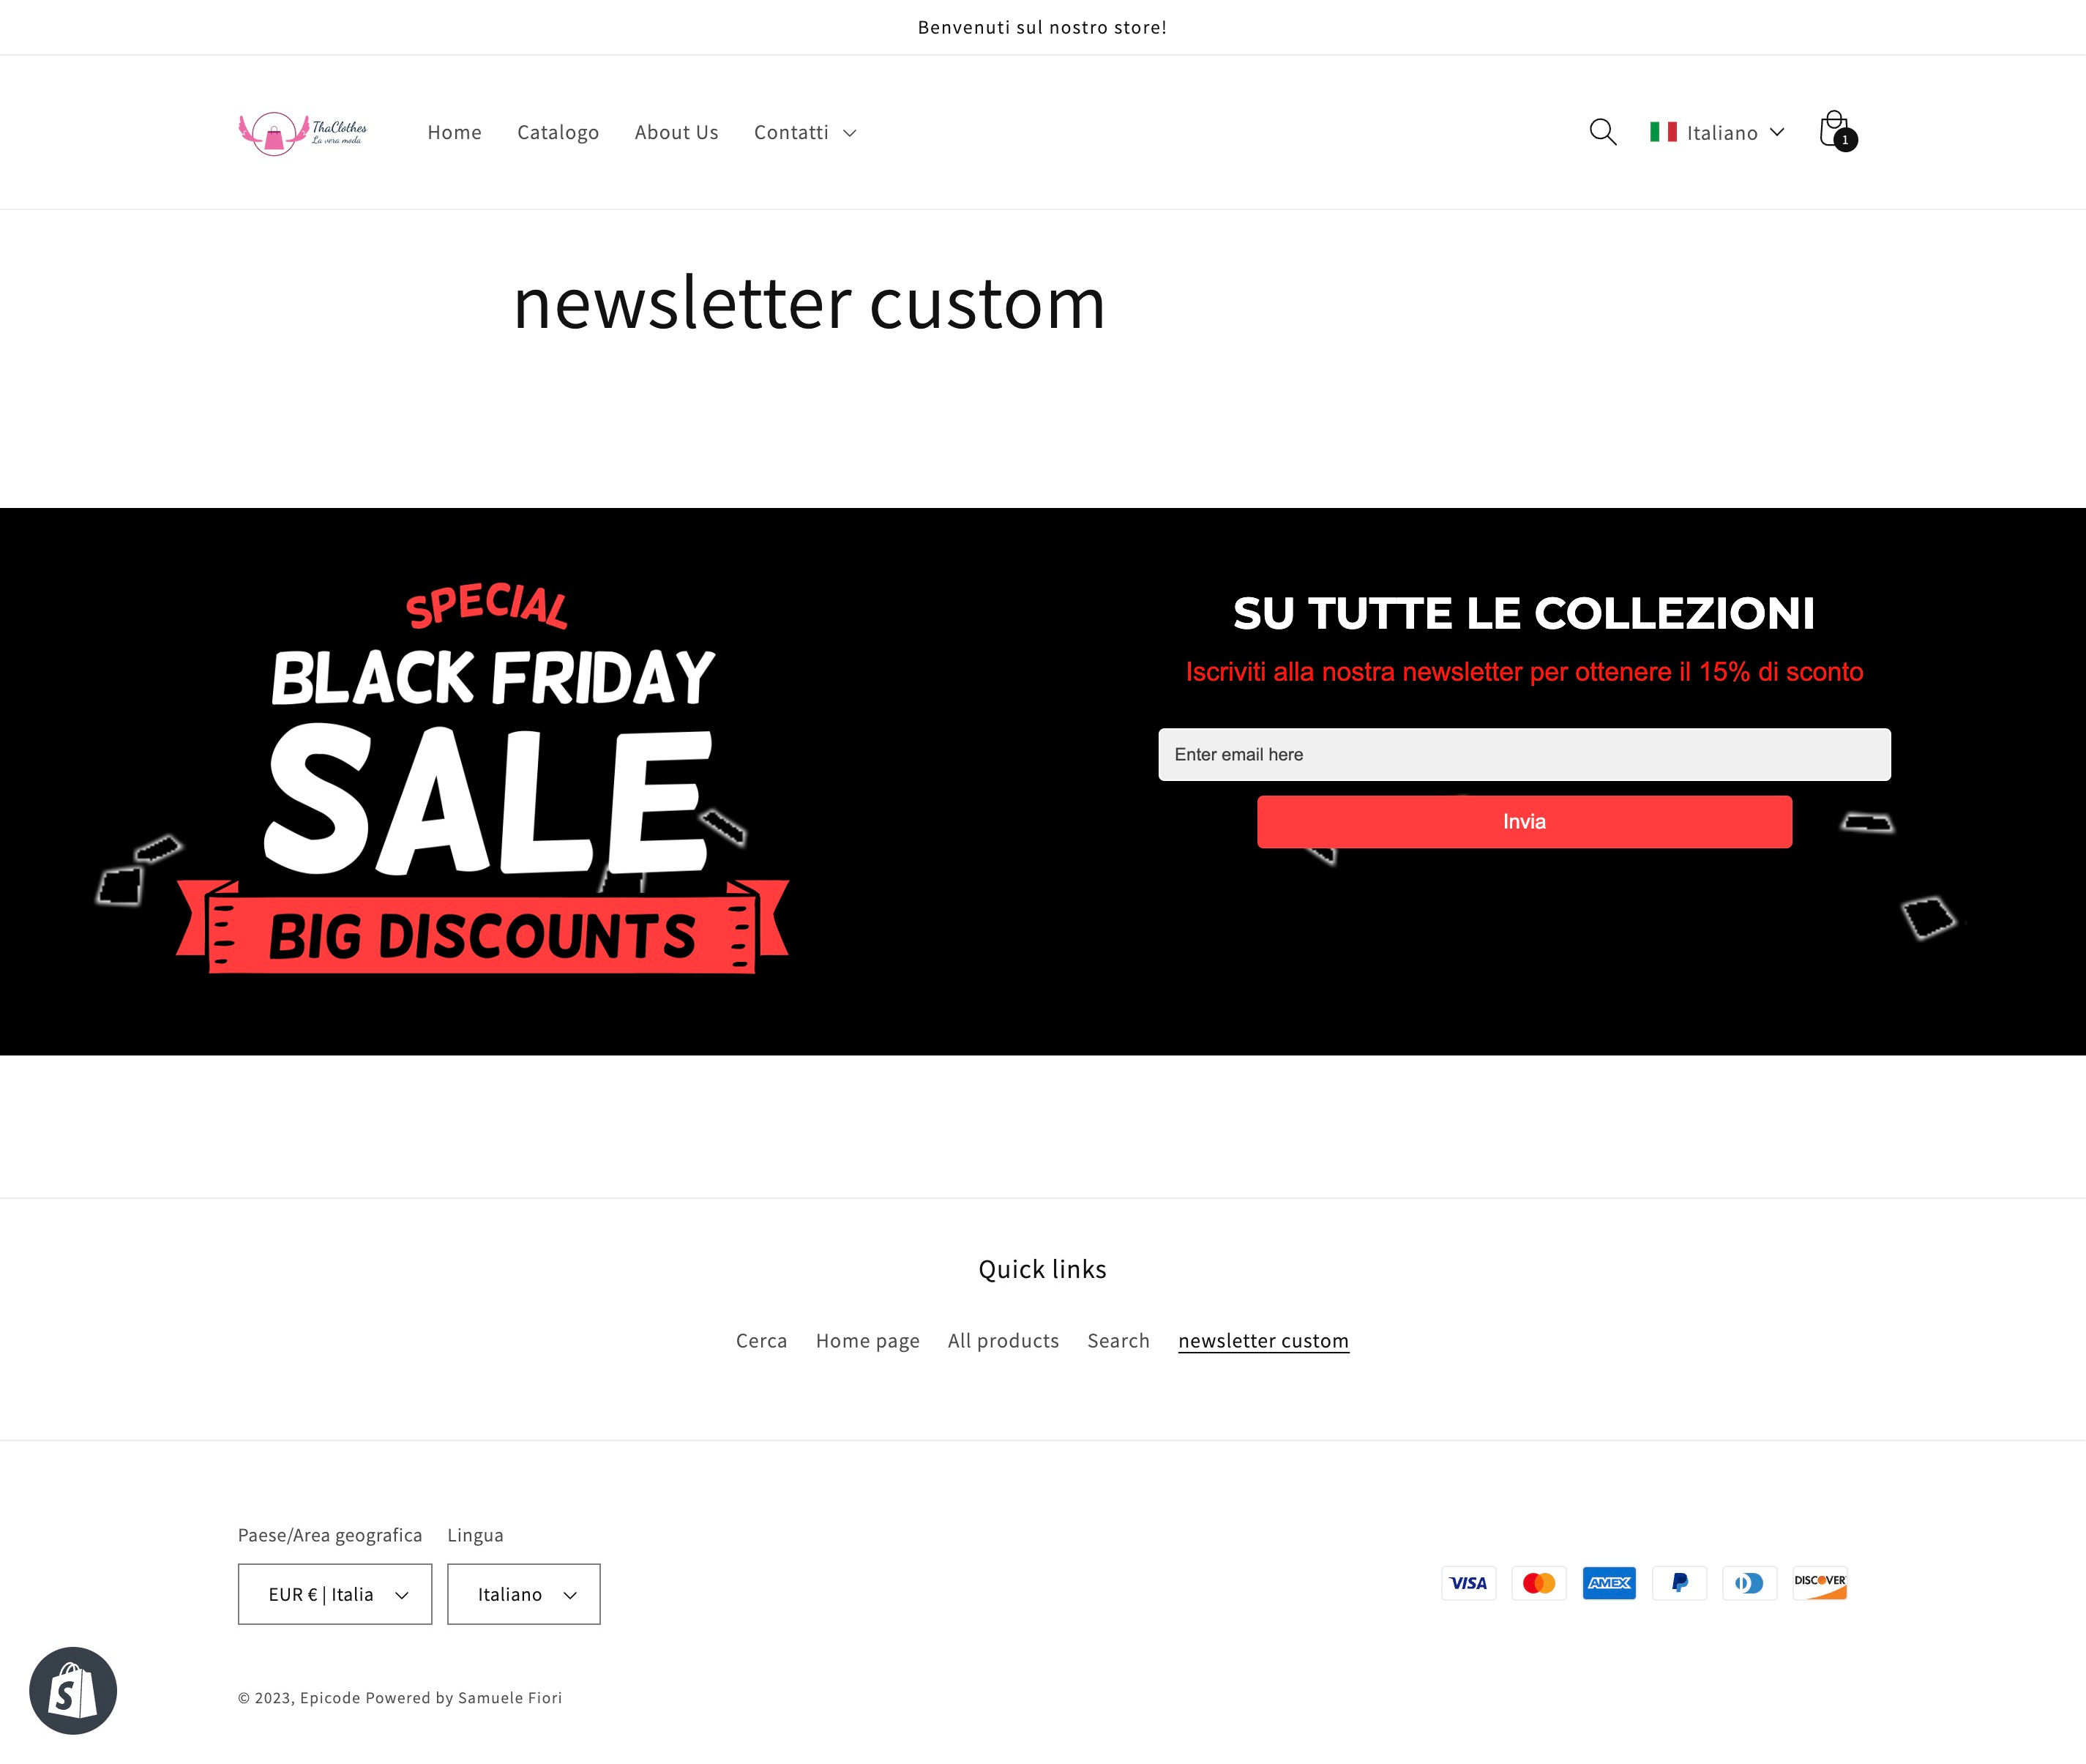 Benvenuti sul nostro store!
ThaClothes
La vera moda
Home Catalogo About Us Contatti
Italiano
1
newsletter custom
SPECIAL
BLACK FRIDAY
SALE
BIG DISCOUNTS
SU TUTTE LE COLLEZIONI
Iscriviti alla nostra newsletter per ottenere il 15% di sconto
Enter email here
Invia
Quick links
Cerca Home page All products Search newsletter custom
Paese/Area geografica Lingua
EUR € | Italia Italiano
VISA AMEX DISCOVER
© 2023, Epicode Powered by Samuele Fiori